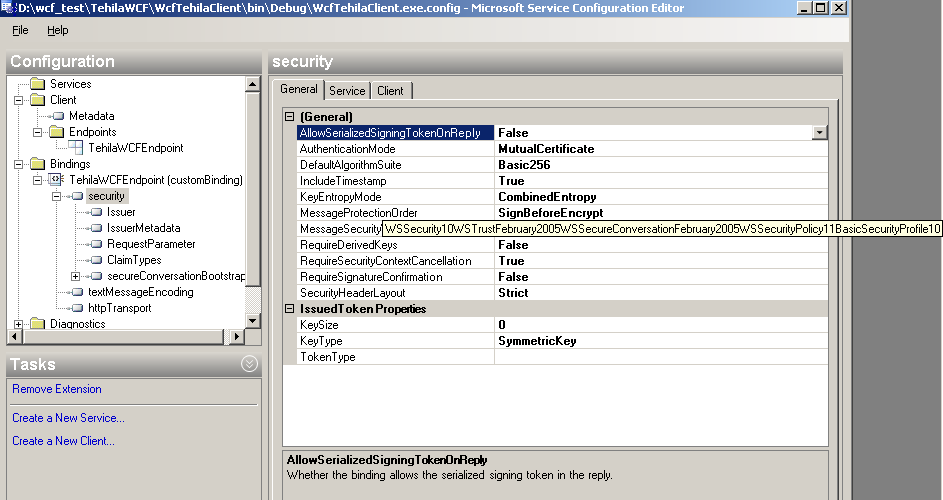 D:\wcf_test\TehilaWCF\WcfTehilaClient\bin\Debug\WcfTehilaClient.exe.config - Microsoft Service Configuration Editor
File Help
Configuration
Services
Client
Metadata
Endpoints
TehilaWCFEndpoint
Bindings
TehilaWCFEndpoint (customBinding)
security
Issuer
IssuerMetadata
RequestParameter
ClaimTypes
secureConversationBootstrap
textMessageEncoding
httpTransport
Diagnostics
Tasks
Remove Extension
Create a New Service...
Create a New Client...
security
General Service Client
(General)
AllowSerializedSigningTokenOnReply False
AuthenticationMode MutualCertificate
DefaultAlgorithmSuite Basic256
IncludeTimestamp True
KeyEntropyMode CombinedEntropy
MessageProtectionOrder SignBeforeEncrypt
MessageSecurity WSSecurity10WSTrustFebruary2005WSSecureConversationFebruary2005WSSecurityPolicy11BasicSecurityProfile10
RequireDerivedKeys False
RequireSecurityContextCancellation True
RequireSignatureConfirmation False
SecurityHeaderLayout Strict
IssuedToken Properties
KeySize 0
KeyType SymmetricKey
TokenType
AllowSerializedSigningTokenOnReply
Whether the binding allows the serialized signing token in the reply.